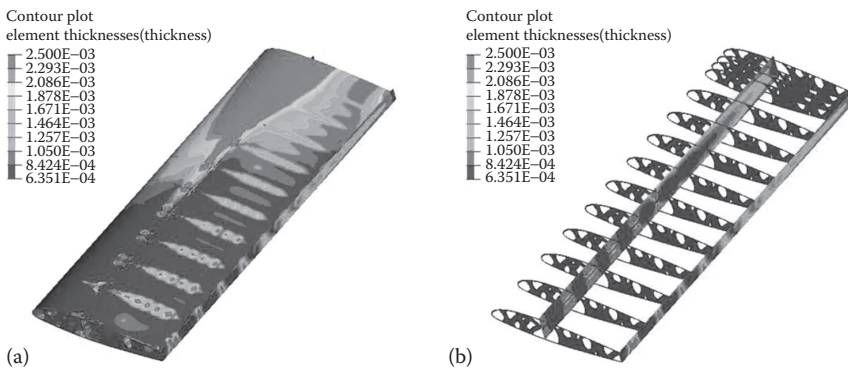 Contour plot
element thicknesses(thickness)
2.500E–03
2.293E–03
2.086E–03
1.878E–03
1.671E–03
1.464E–03
1.257E–03
1.050E–03
8.424E–04
6.351E–04
(a)
Contour plot
element thicknesses(thickness)
2.500E–03
2.293E–03
2.086E–03
1.878E–03
1.671E–03
1.464E–03
1.257E–03
1.050E–03
8.424E–04
6.351E–04
(b)